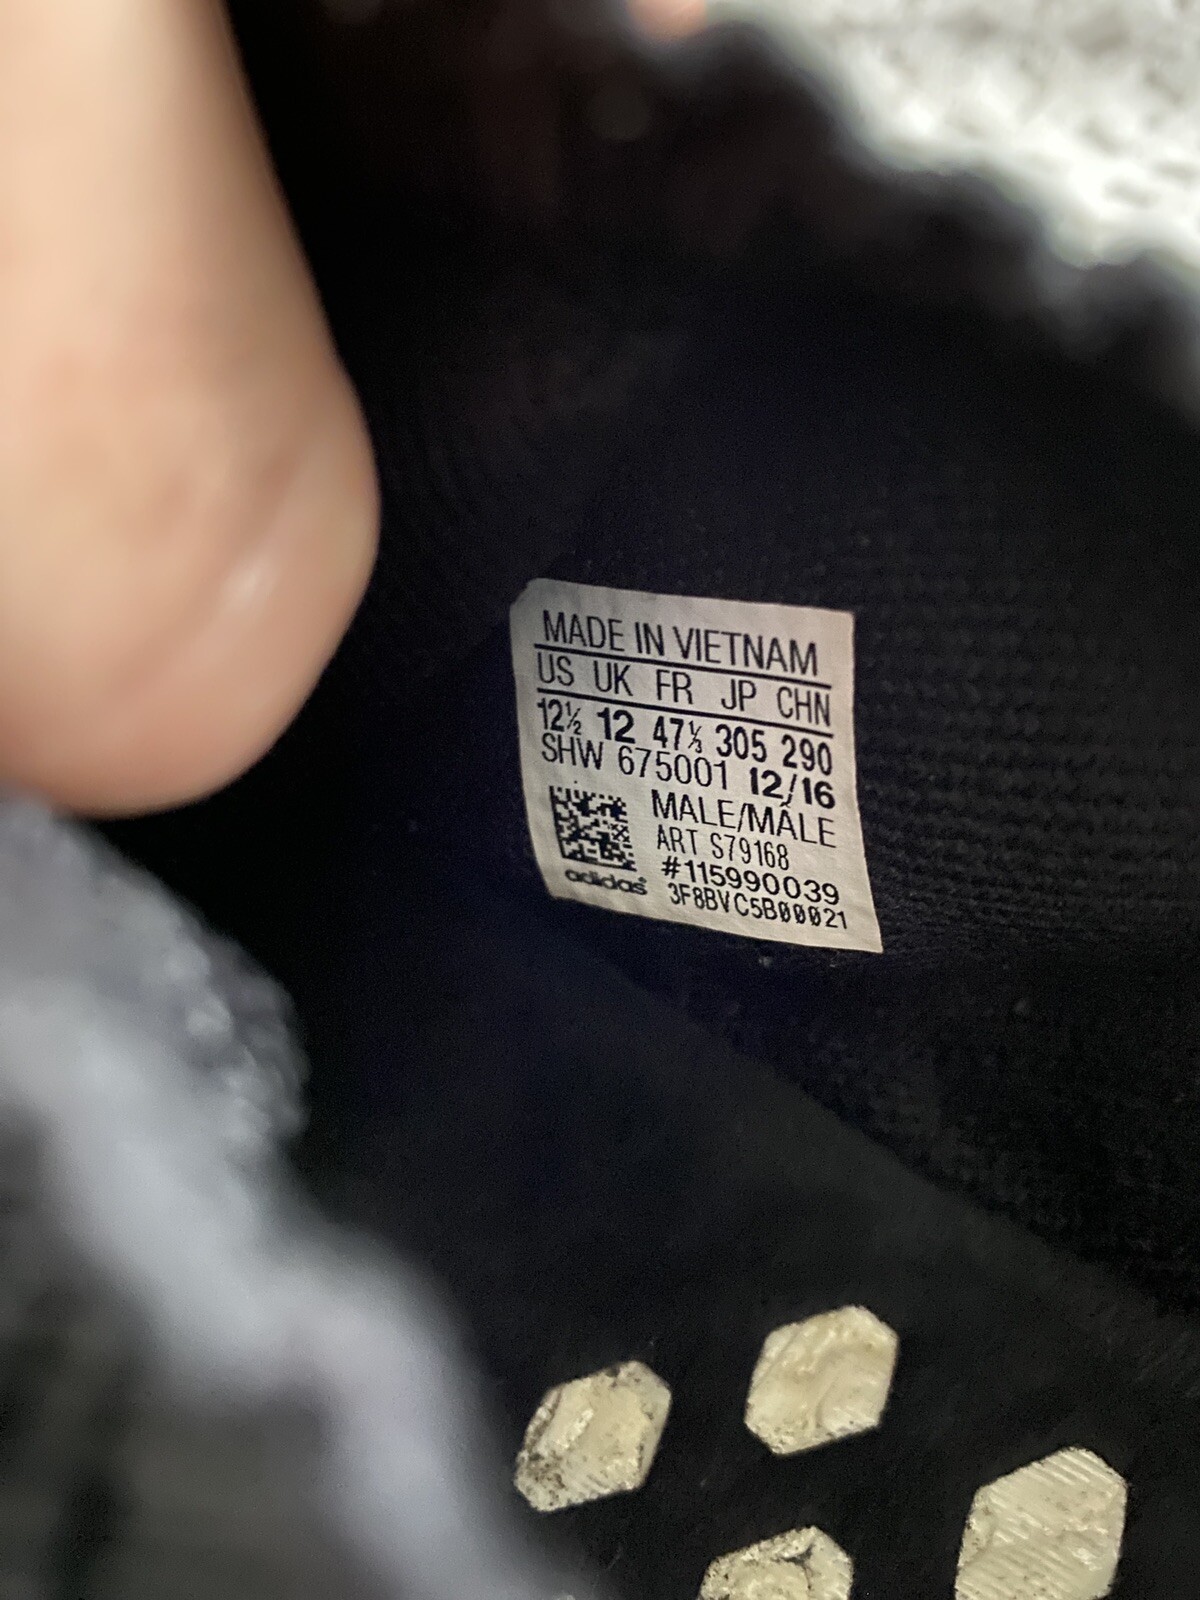 MADE IN VIETNAM
US UK FR JP CHN
12½ 12 47⅓ 305 290
SHW 675001 12/16
MALE/MÂLE
ART S79168
#115990039
adidas
3F8BVC5B00021